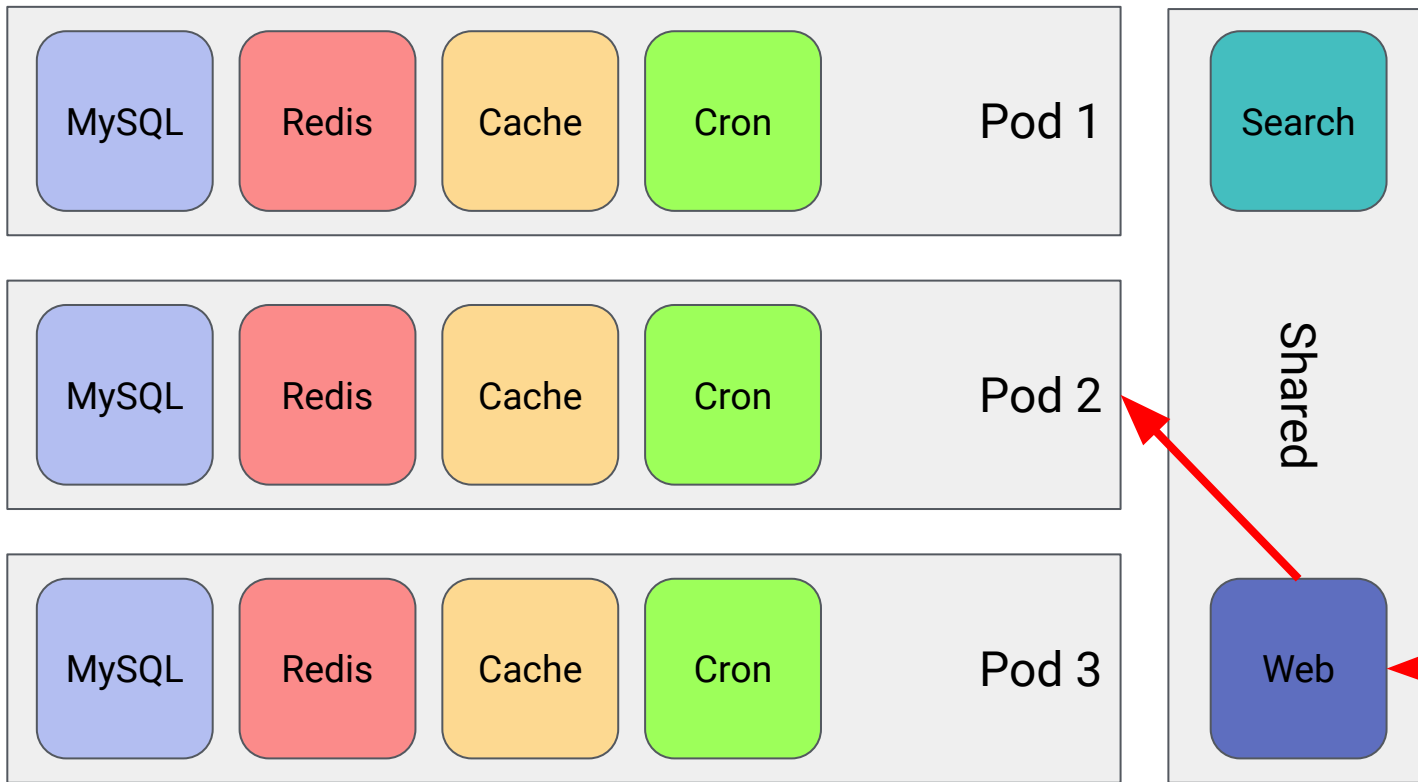 MySQL Redis Cache Cron Pod 1
MySQL Redis Cache Cron Pod 2
MySQL Redis Cache Cron Pod 3
Search
Shared
Web